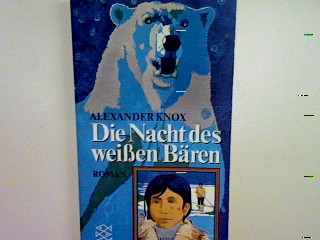 ALEXANDER KNOX
Die Nacht des
weißen Bären
ROMAN